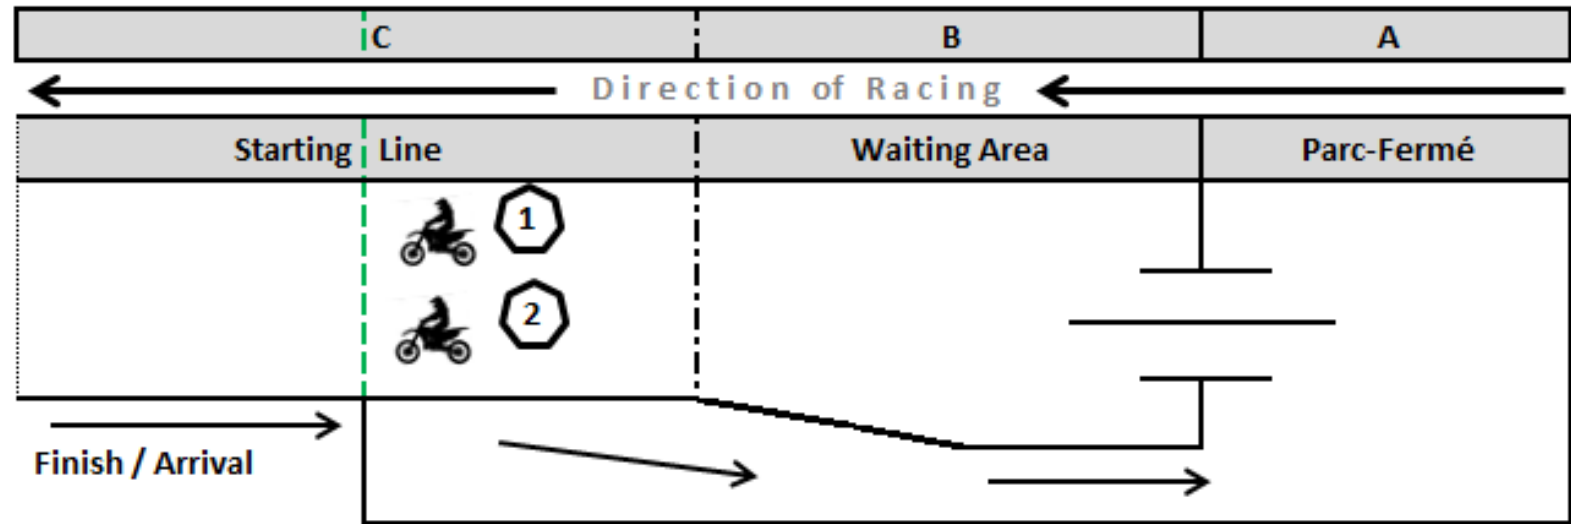 C B A
Direction of Racing
Starting Line Waiting Area Parc-Fermé
1
2
Finish / Arrival